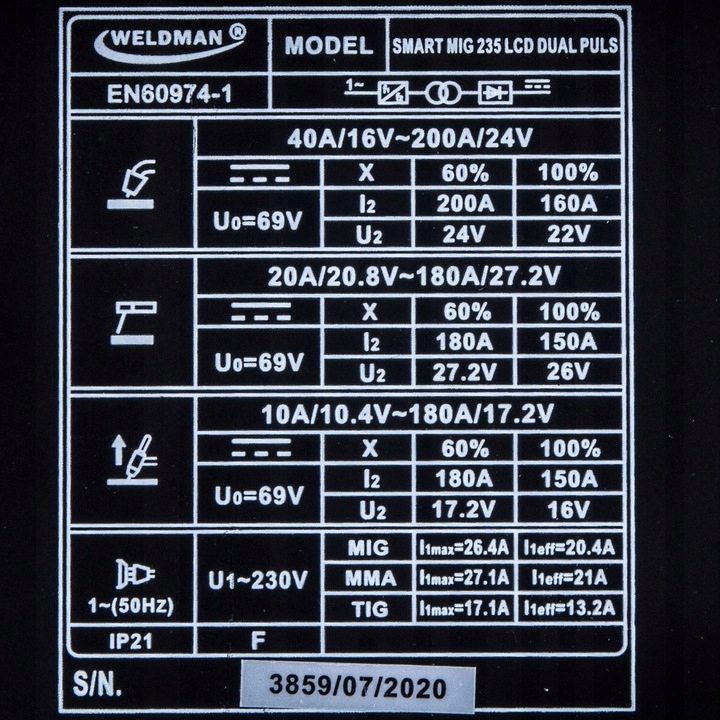 WELDMAN ® MODEL SMART MIG 235 LCD DUAL PULS
EN60974-1 1~ f1 f2
40A/16V~200A/24V
X 60% 100%
U0=69V I2 200A 160A
U2 24V 22V
20A/20.8V~180A/27.2V
X 60% 100%
U0=69V I2 180A 150A
U2 27.2V 26V
10A/10.4V~180A/17.2V
X 60% 100%
U0=69V I2 180A 150A
U2 17.2V 16V
MIG I1max=26.4A I1eff=20.4A
U1~230V MMA I1max=27.1A I1eff=21A
1~(50Hz) TIG I1max=17.1A I1eff=13.2A
IP21 F
S/N. 3859/07/2020